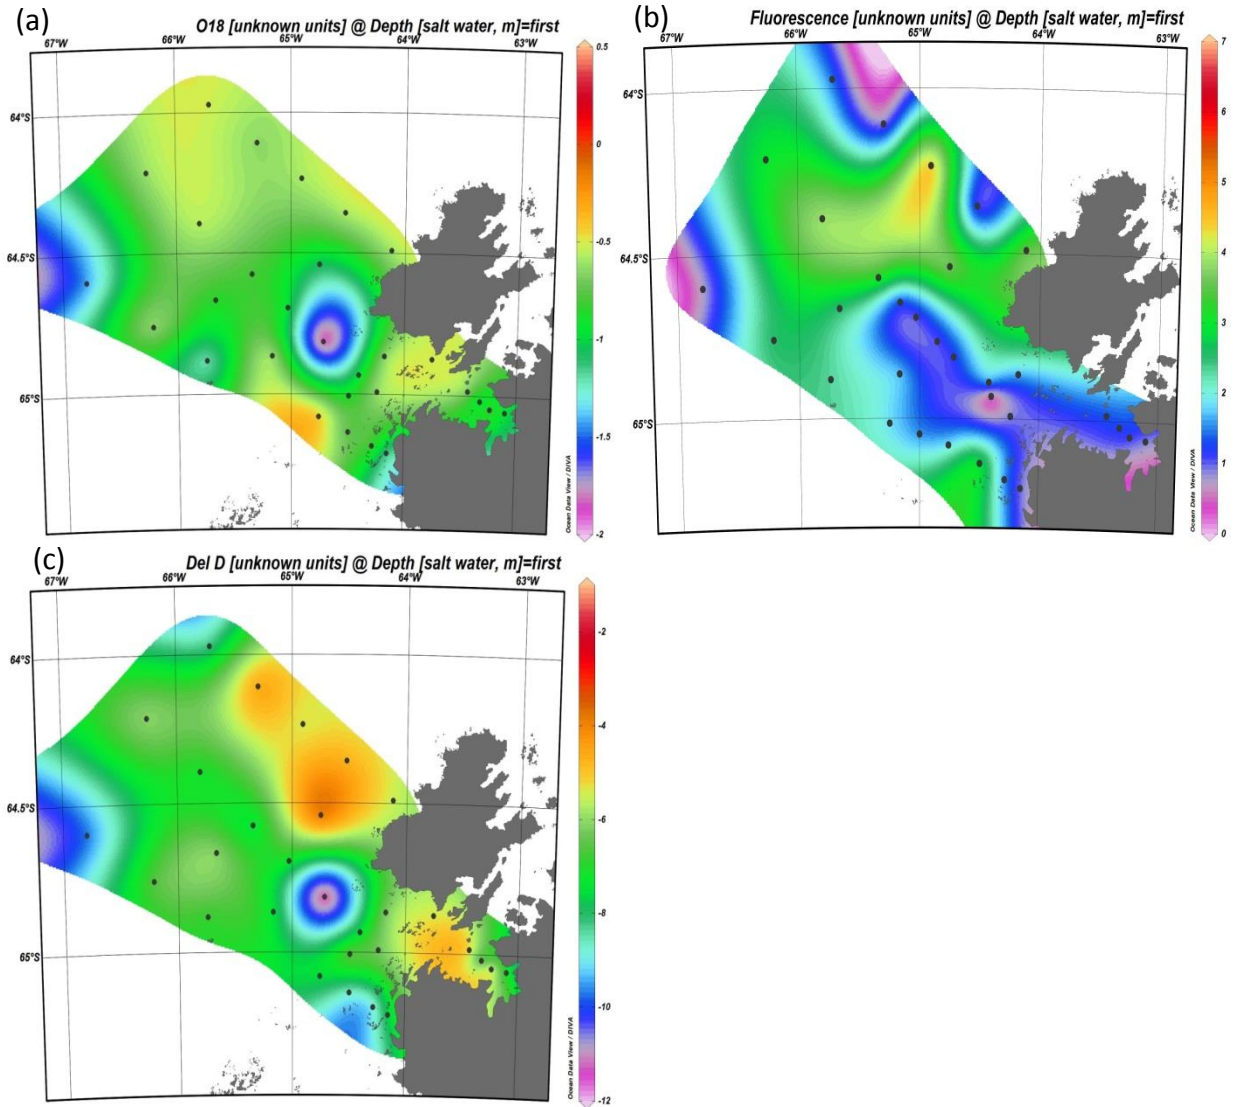 (a)
O18 [unknown units] @ Depth [salt water, m]=first
67°W
66°W
65°W
64°W
63°W
64°S
64.5°S
65°S
0.5
0
-0.5
-1
-1.5
-2
Ocean Data View / DIVA
(b)
Fluorescence [unknown units] @ Depth [salt water, m]=first
67°W
66°W
65°W
64°W
63°W
64°S
64.5°S
65°S
7
6
5
4
3
2
1
0
Ocean Data View / DIVA
(c)
Del D [unknown units] @ Depth [salt water, m]=first
67°W
66°W
65°W
64°W
63°W
64°S
64.5°S
65°S
-2
-4
-6
-8
-10
-12
Ocean Data View / DIVA